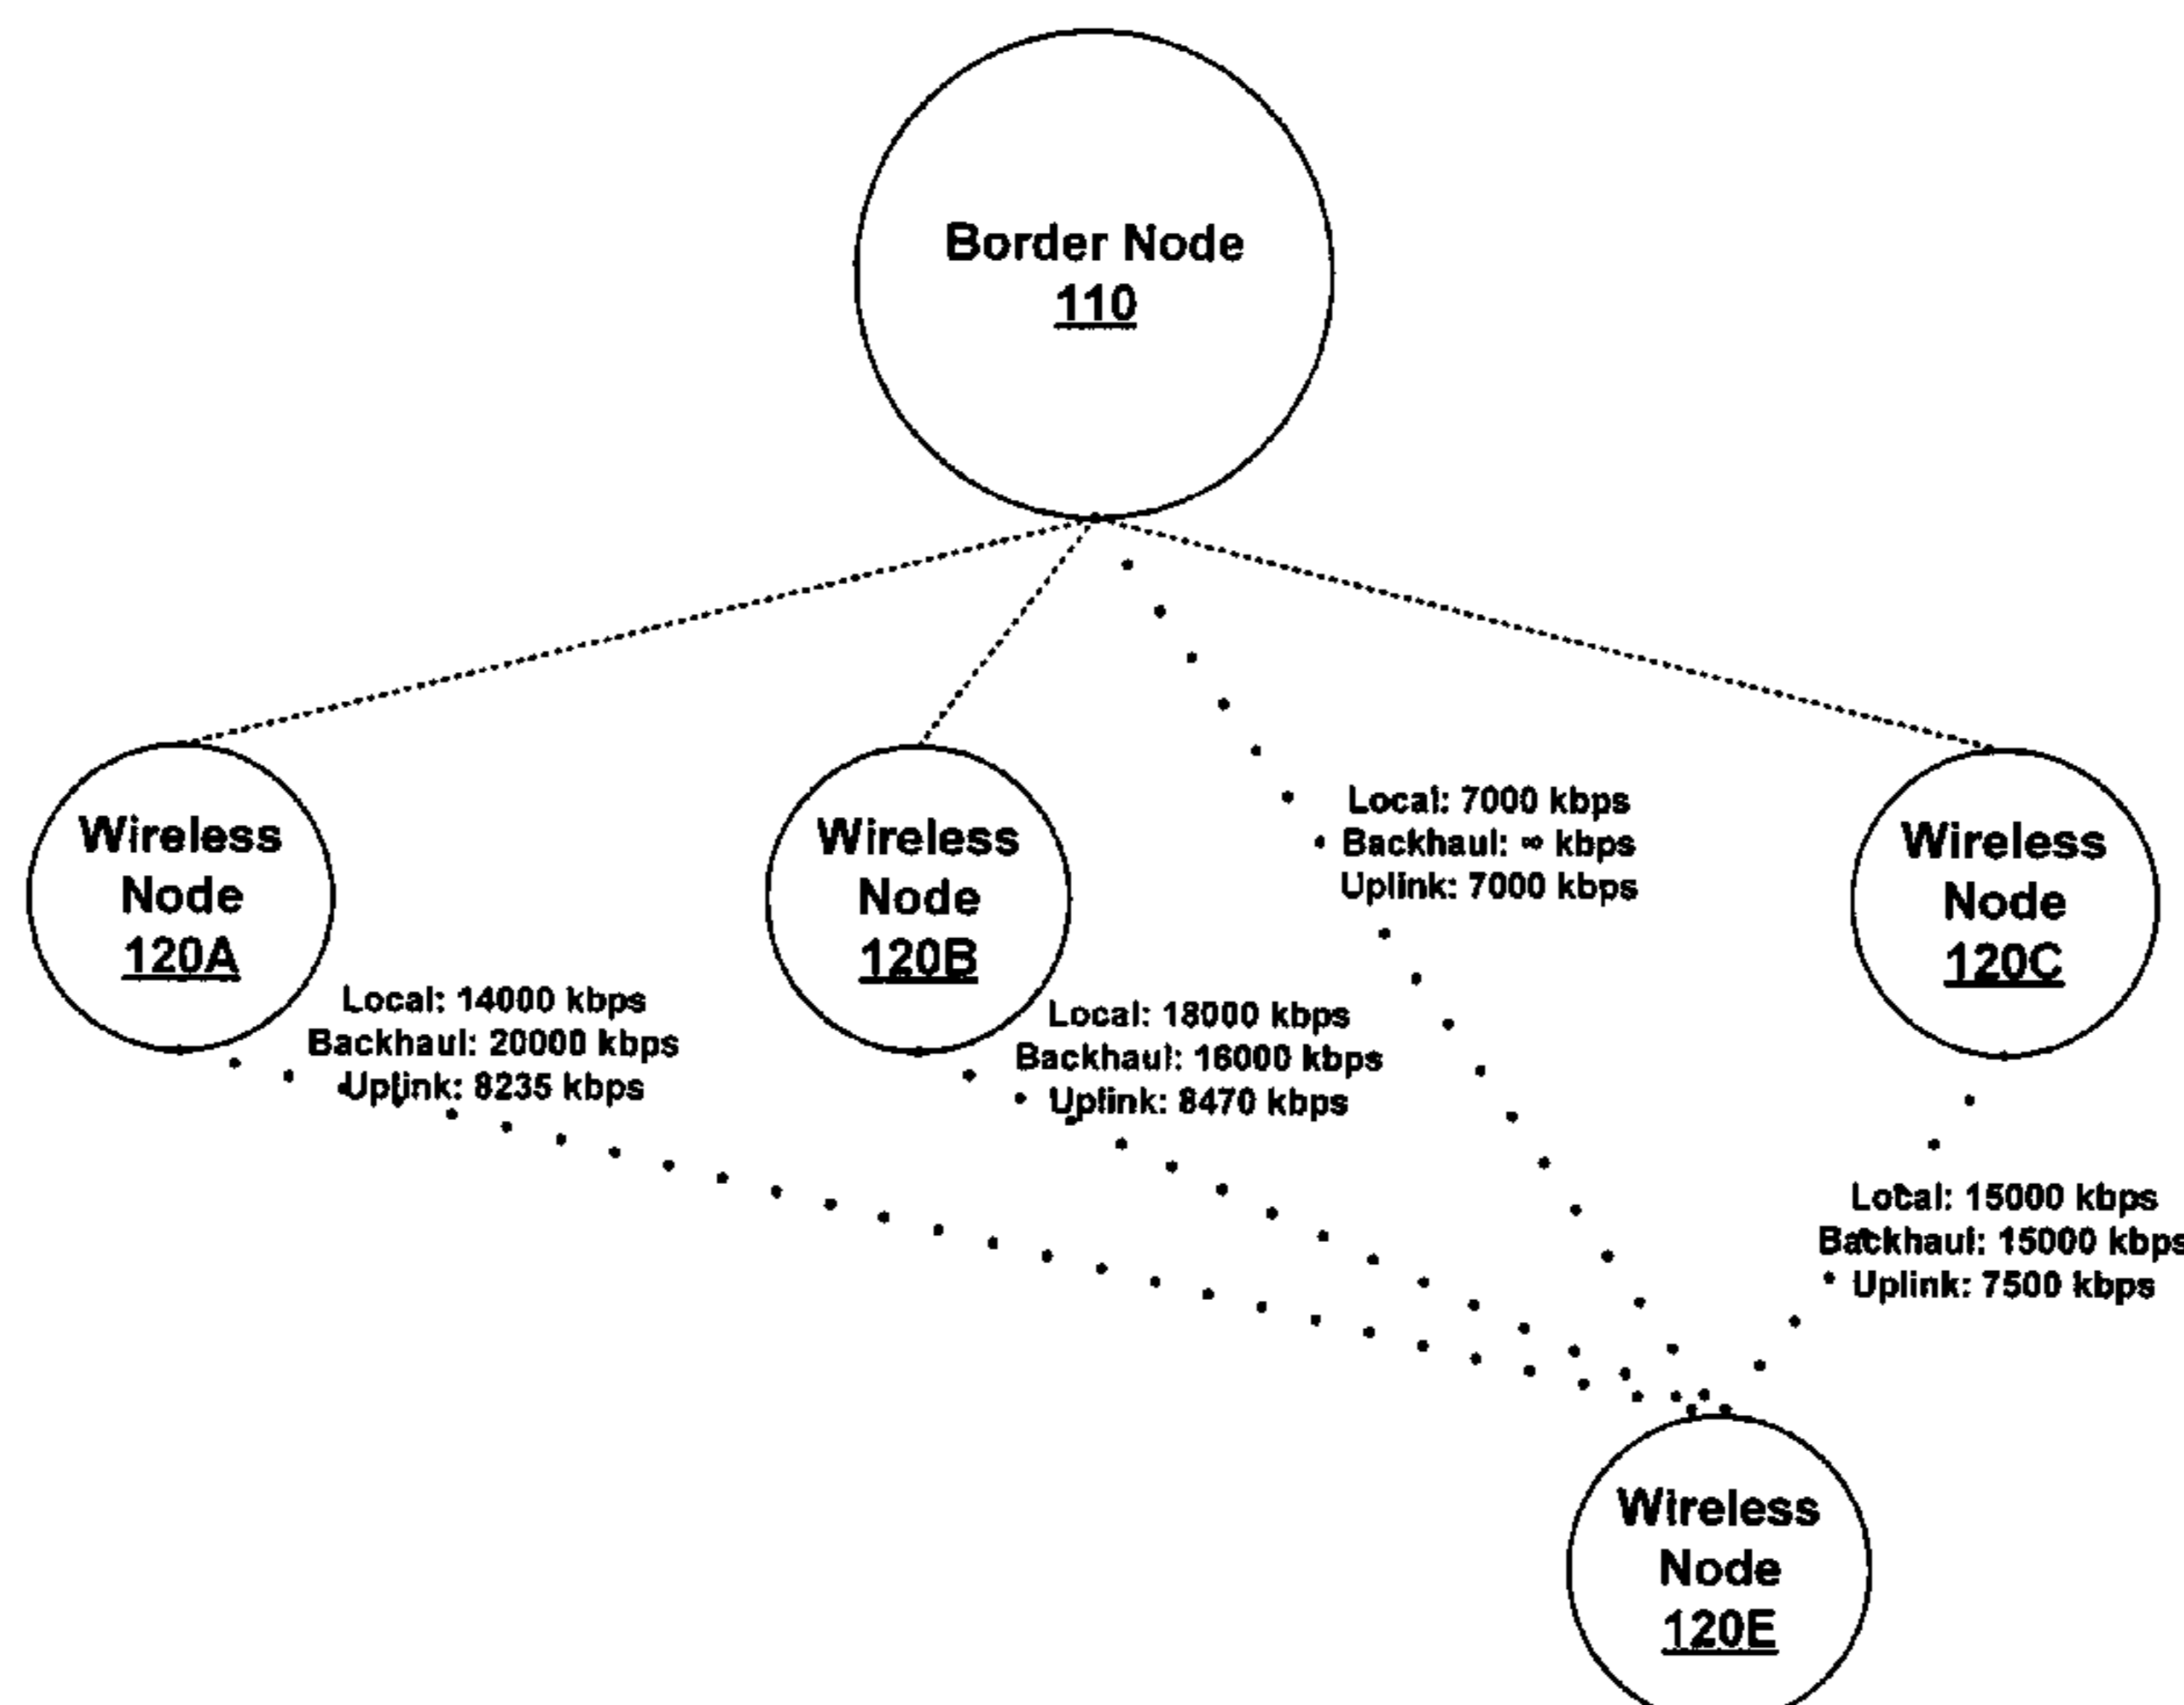 Border Node
110
Wireless
Node
120A
Wireless
Node
120B
Local: 7000 kbps
Backhaul: ∞ kbps
Uplink: 7000 kbps
Wireless
Node
120C
Local: 14000 kbps
Backhaul: 20000 kbps
Uplink: 8235 kbps
Local: 18000 kbps
Backhaul: 16000 kbps
Uplink: 8470 kbps
Local: 15000 kbps
Backhaul: 15000 kbps
Uplink: 7500 kbps
Wireless
Node
120E